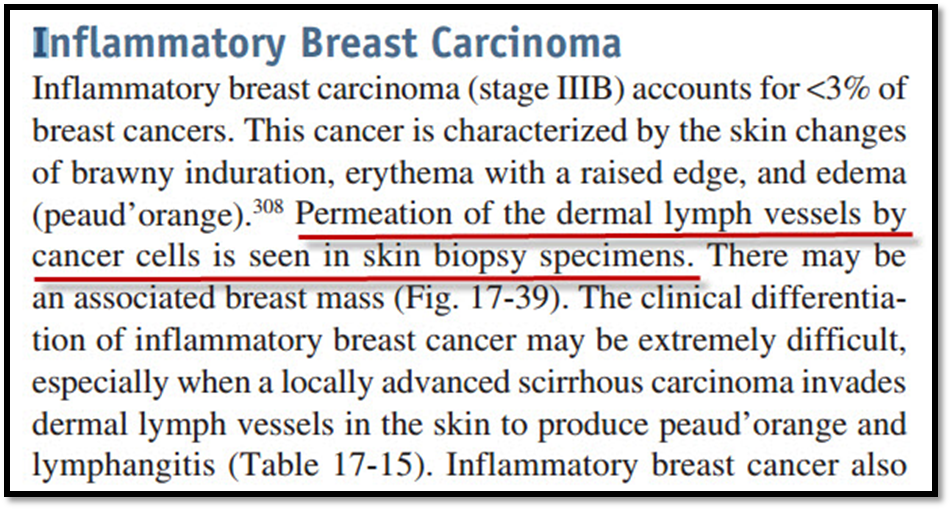 Inflammatory Breast Carcinoma
Inflammatory breast carcinoma (stage IIIB) accounts for <3% of
breast cancers. This cancer is characterized by the skin changes
of brawny induration, erythema with a raised edge, and edema
(peaud’orange).308 Permeation of the dermal lymph vessels by
cancer cells is seen in skin biopsy specimens. There may be
an associated breast mass (Fig. 17-39). The clinical differentia-
tion of inflammatory breast cancer may be extremely difficult,
especially when a locally advanced scirrhous carcinoma invades
dermal lymph vessels in the skin to produce peaud’orange and
lymphangitis (Table 17-15). Inflammatory breast cancer also